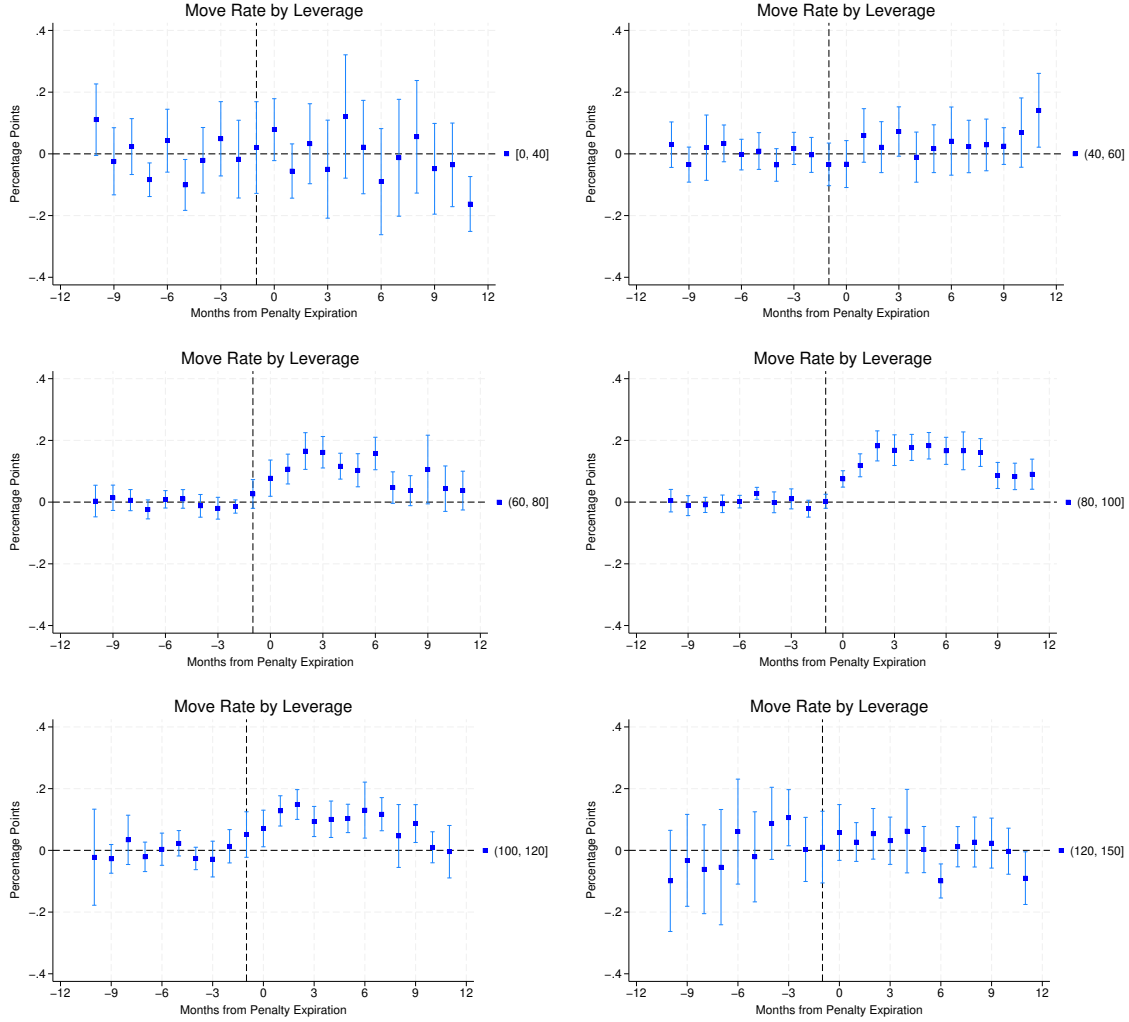 Move Rate by Leverage
.4
.2
0
−.2
−.4
Percentage Points
−12 −9 −6 −3 0 3 6 9 12
Months from Penalty Expiration
[0, 40]
Move Rate by Leverage
.4
.2
0
−.2
−.4
Percentage Points
−12 −9 −6 −3 0 3 6 9 12
Months from Penalty Expiration
(40, 60]
Move Rate by Leverage
.4
.2
0
−.2
−.4
Percentage Points
−12 −9 −6 −3 0 3 6 9 12
Months from Penalty Expiration
(60, 80]
Move Rate by Leverage
.4
.2
0
−.2
−.4
Percentage Points
−12 −9 −6 −3 0 3 6 9 12
Months from Penalty Expiration
(80, 100]
Move Rate by Leverage
.4
.2
0
−.2
−.4
Percentage Points
−12 −9 −6 −3 0 3 6 9 12
Months from Penalty Expiration
(100, 120]
Move Rate by Leverage
.4
.2
0
−.2
−.4
Percentage Points
−12 −9 −6 −3 0 3 6 9 12
Months from Penalty Expiration
(120, 150]